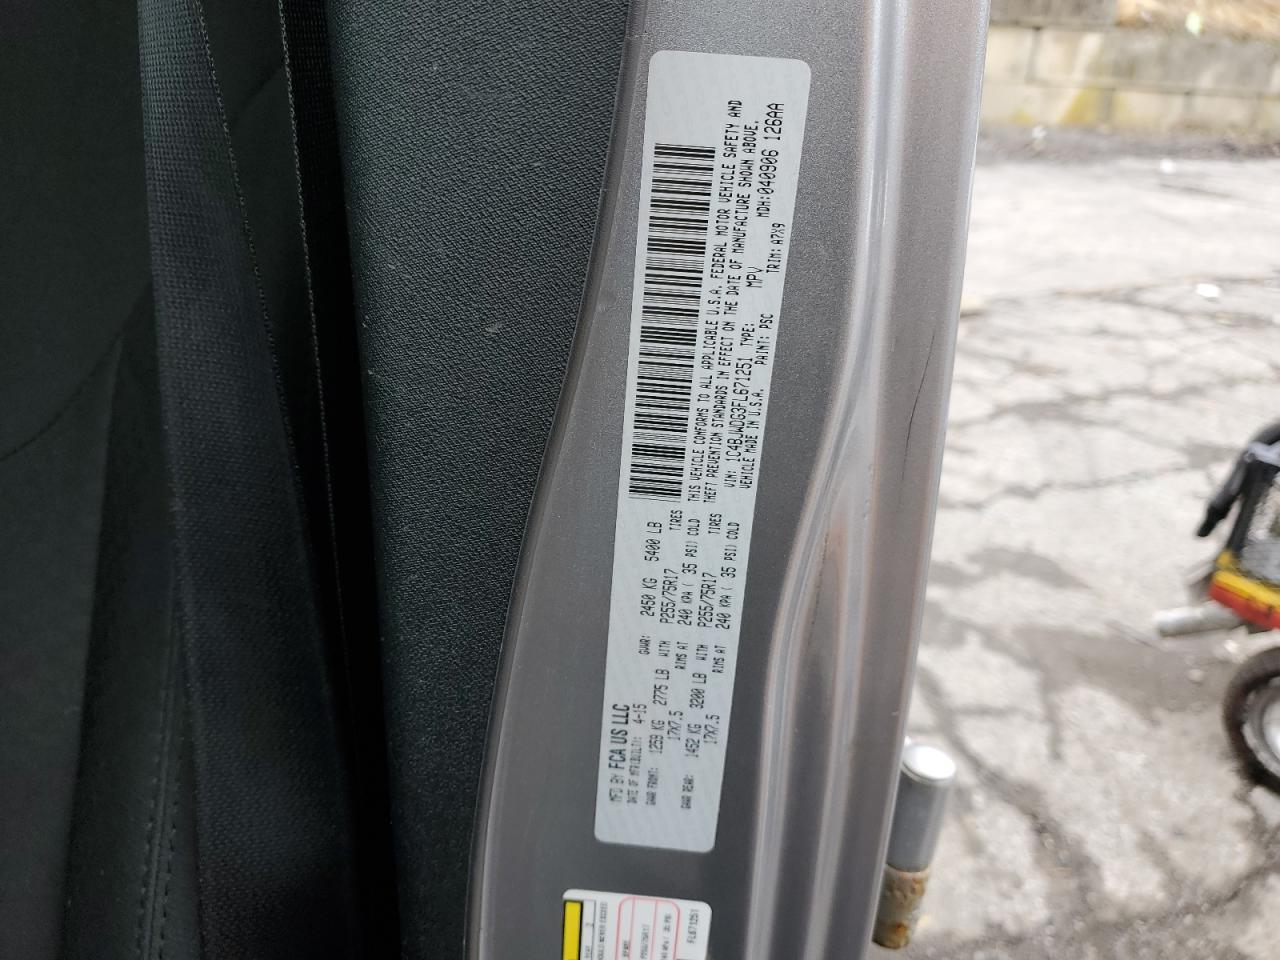 MFD BY FCA US LLC
DATE OF MFR(BUILT): 4-15 GVWR: 2450 KG 5400 LB
GAWR FRONT: 1259 KG 2775 LB WITH P255/75R17 TIRES
17X7.5 RIMS AT 240 KPA ( 35 PSI) COLD
GAWR REAR: 1452 KG 3200 LB WITH P255/75R17 TIRES
17X7.5 RIMS AT 240 KPA ( 35 PSI) COLD
THIS VEHICLE CONFORMS TO ALL APPLICABLE U.S.A. FEDERAL MOTOR VEHICLE SAFETY AND
THEFT PREVENTION STANDARDS IN EFFECT ON THE DATE OF MANUFACTURE SHOWN ABOVE.
VIN: 1C4BJWDG3FL671251 TYPE: MPV MDH:040906 126AA
VEHICLE MADE IN U.S.A. PAINT: PSC TRIM: A7X9
FL671251